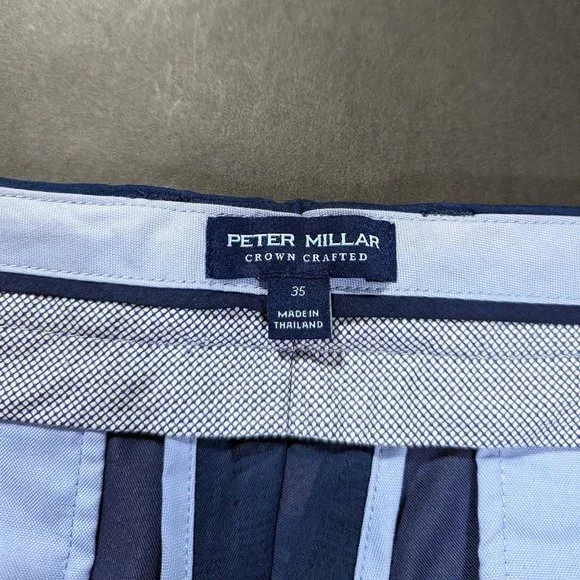 PETER MILLAR
CROWN CRAFTED
35
MADE IN
THAILAND